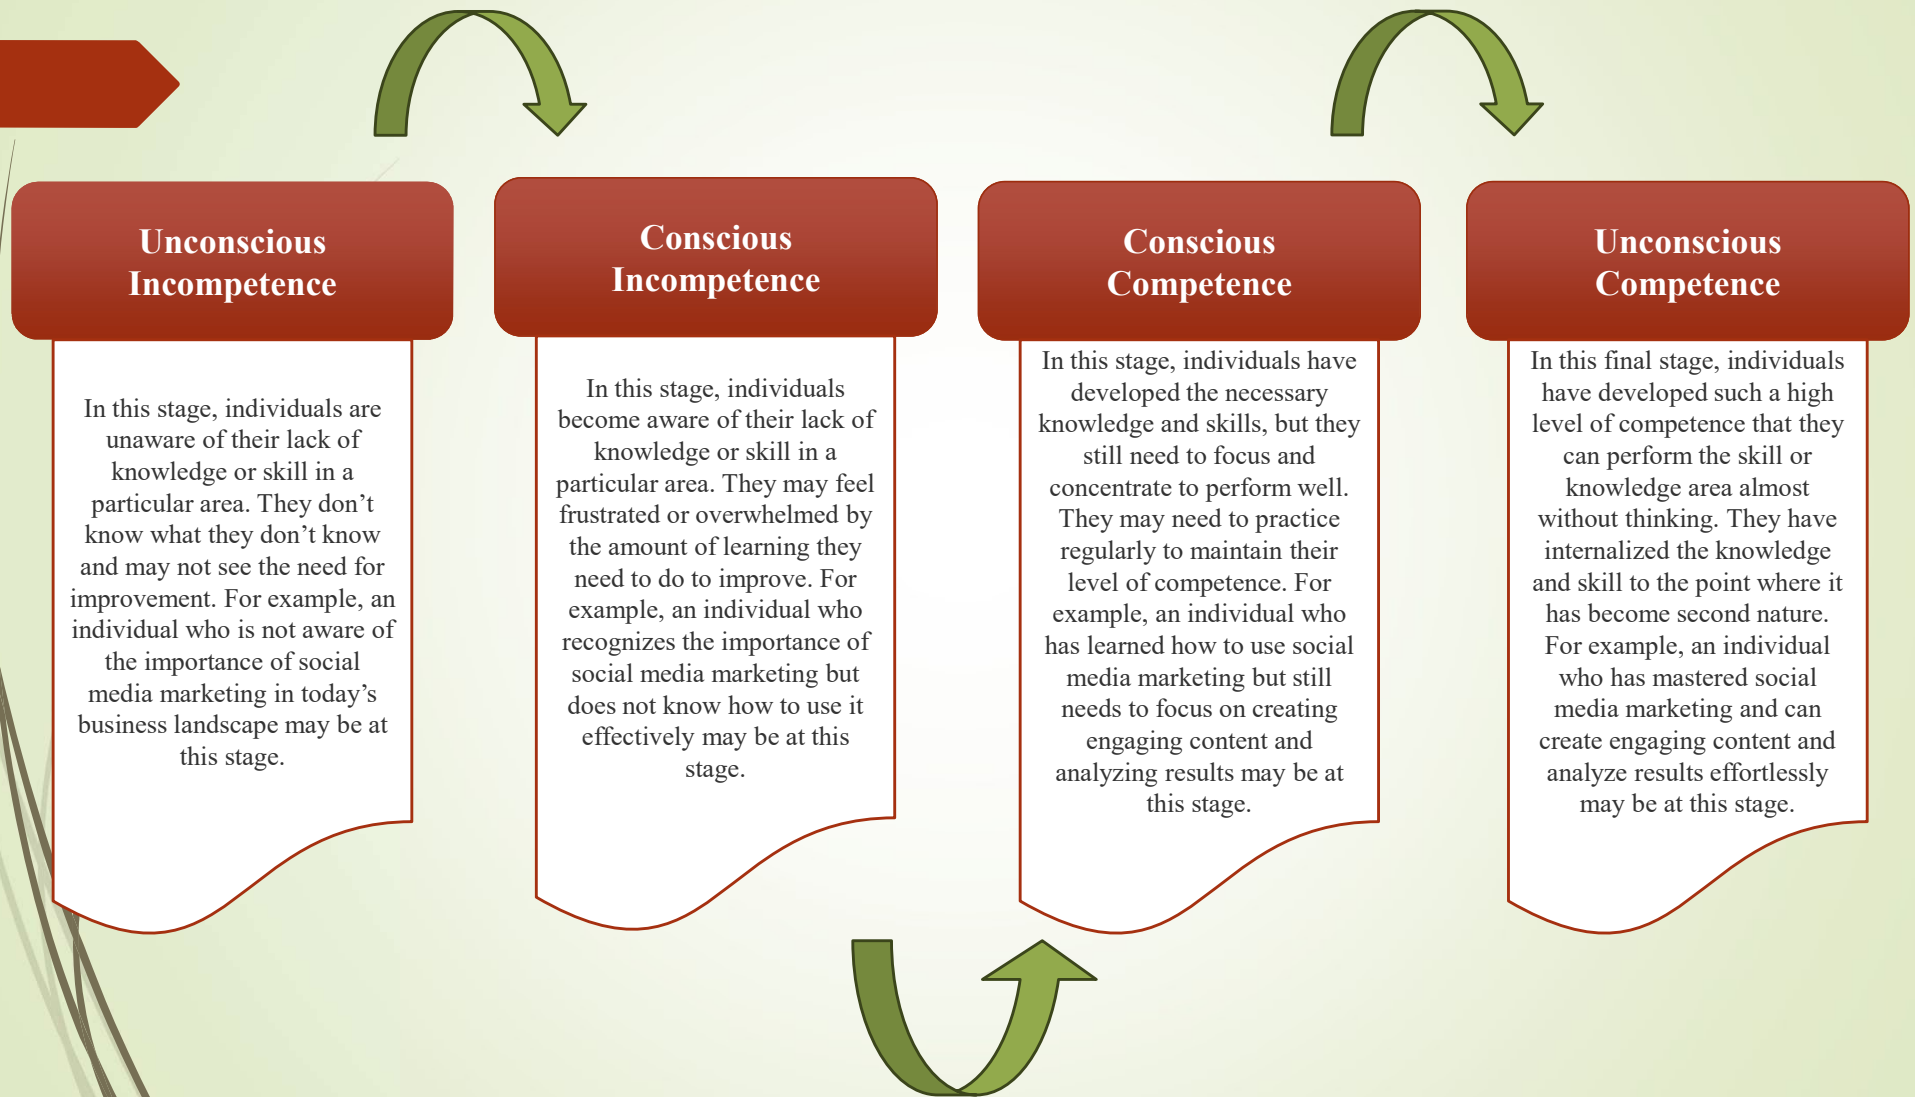 Unconscious
Incompetence
In this stage, individuals are
unaware of their lack of
knowledge or skill in a
particular area. They don’t
know what they don’t know
and may not see the need for
improvement. For example, an
individual who is not aware of
the importance of social
media marketing in today’s
business landscape may be at
this stage.
Conscious
Incompetence
In this stage, individuals
become aware of their lack of
knowledge or skill in a
particular area. They may feel
frustrated or overwhelmed by
the amount of learning they
need to do to improve. For
example, an individual who
recognizes the importance of
social media marketing but
does not know how to use it
effectively may be at this
stage.
Conscious
Competence
In this stage, individuals have
developed the necessary
knowledge and skills, but they
still need to focus and
concentrate to perform well.
They may need to practice
regularly to maintain their
level of competence. For
example, an individual who
has learned how to use social
media marketing but still
needs to focus on creating
engaging content and
analyzing results may be at
this stage.
Unconscious
Competence
In this final stage, individuals
have developed such a high
level of competence that they
can perform the skill or
knowledge area almost
without thinking. They have
internalized the knowledge
and skill to the point where it
has become second nature.
For example, an individual
who has mastered social
media marketing and can
create engaging content and
analyze results effortlessly
may be at this stage.